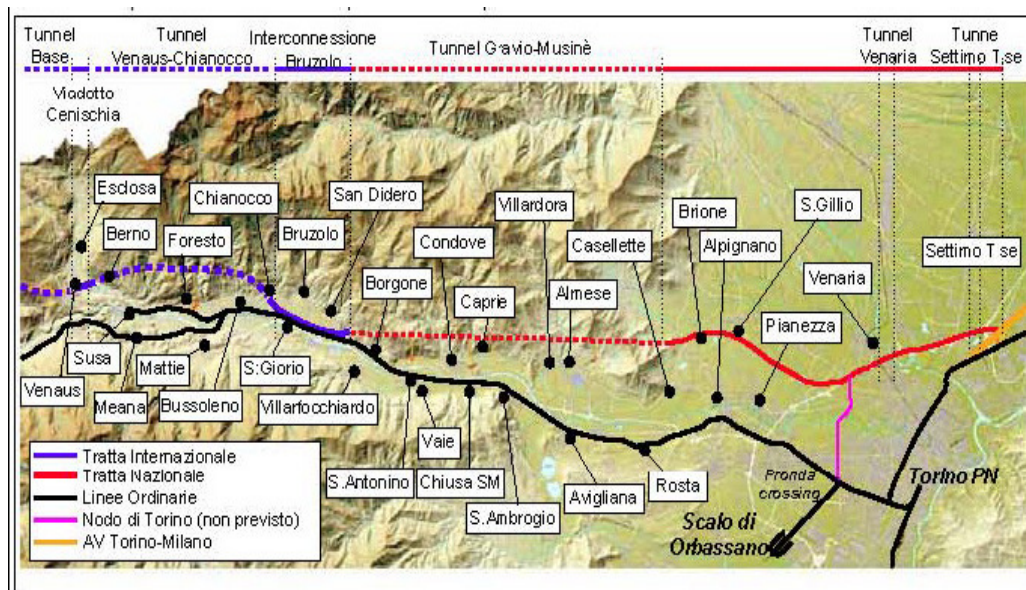 Tunnel
Base
Tunnel
Venaus-Chianocco
Interconnessione
Bruzolo
Tunnel Gravio-Musinè
Tunnel
Venaria
Tunne
Settimo T.se
Viadotto
Cenischia
Esclosa
Berno
Foresto
Chianocco
Bruzolo
San Didero
Borgone
Condove
Caprie
Villardora
Almese
Casellette
Brione
Alpignano
S.Gillio
Pianezza
Venaria
Settimo T se
Venaus
Susa
Meana
Mattie
Bussoleno
S:Giorio
Villarfocchiardo
S.Antonino
Vaie
Chiusa SM
S.Ambrogio
Avigliana
Rosta
Pronda
crossing
Scalo di
Orbassano
Torino PN
Tratta Internazionale
Tratta Nazionale
Linee Ordinarie
Nodo di Torino (non previsto)
AV Torino-Milano